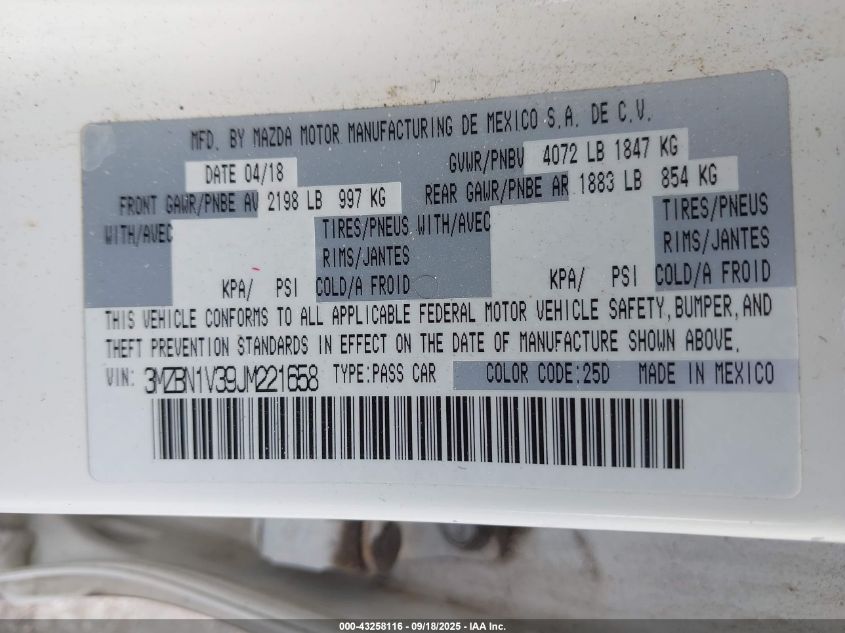 MFD. BY MAZDA MOTOR MANUFACTURING DE MEXICO S.A. DE C.V.
DATE 04/18 GVWR/PNBV 4072 LB 1847 KG
FRONT GAWR/PNBE AV 2198 LB 997 KG REAR GAWR/PNBE AR 1883 LB 854 KG
WITH/AVEC TIRES/PNEUS WITH/AVEC TIRES/PNEUS
RIMS/JANTES RIMS/JANTES
KPA/ PSI COLD/A FROID KPA/ PSI COLD/A FROID
THIS VEHICLE CONFORMS TO ALL APPLICABLE FEDERAL MOTOR VEHICLE SAFETY, BUMPER, AND
THEFT PREVENTION STANDARDS IN EFFECT ON THE DATE OF MANUFACTURE SHOWN ABOVE.
VIN: 3MZBN1V39JM221658 TYPE:PASS CAR COLOR CODE:25D MADE IN MEXICO
000-43258116 - 09/18/2025 - IAA Inc.